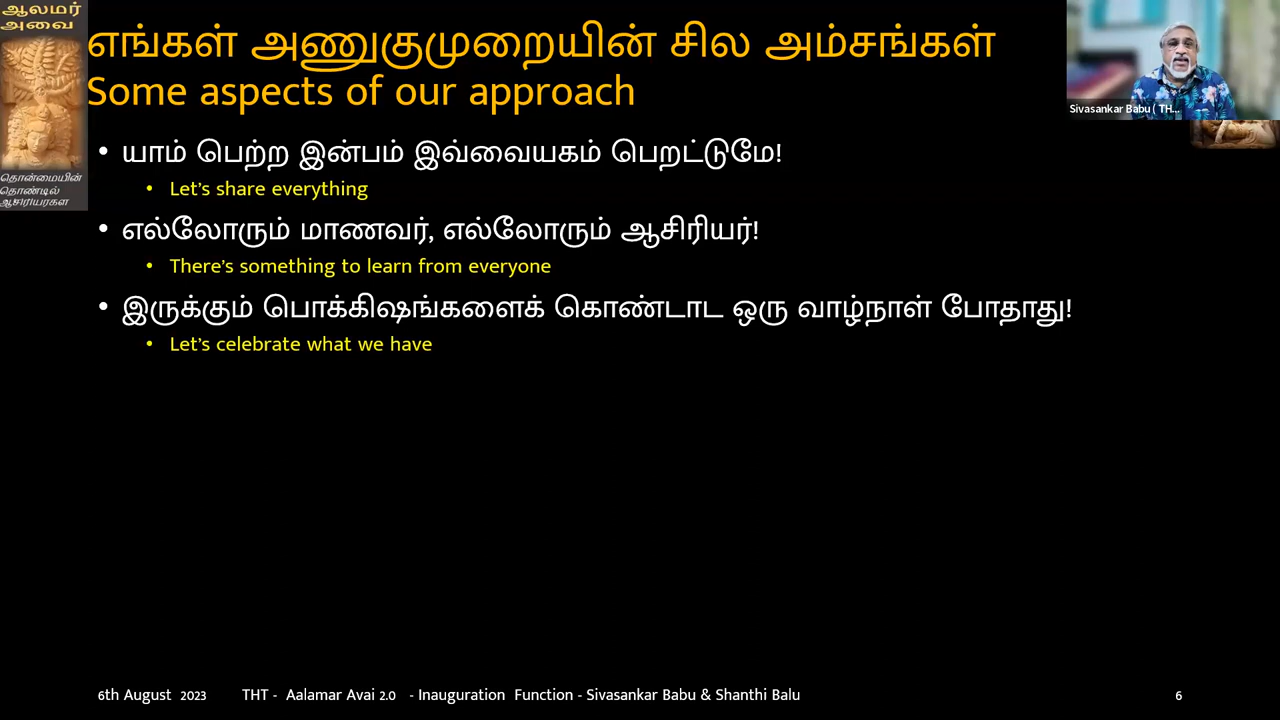 ஆலமர்
அவை
எங்கள் அணுகுமுறையின் சில அம்சங்கள்
Some aspects of our approach
Sivasankar Babu ( TH...
• யாம் பெற்ற இன்பம் இவ்வையகம் பெறட்டுமே!
• Let's share everything
தொன்மையின்
தொண்டில்
ஆசிரியர்கள்
• எல்லோரும் மாணவர், எல்லோரும் ஆசிரியர்!
• There's something to learn from everyone
• இருக்கும் பொக்கிஷங்களைக் கொண்டாட ஒரு வாழ்நாள் போதாது!
• Let's celebrate what we have
6th August 2023 THT - Aalamar Avai 2.0 - Inauguration Function - Sivasankar Babu & Shanthi Balu 6